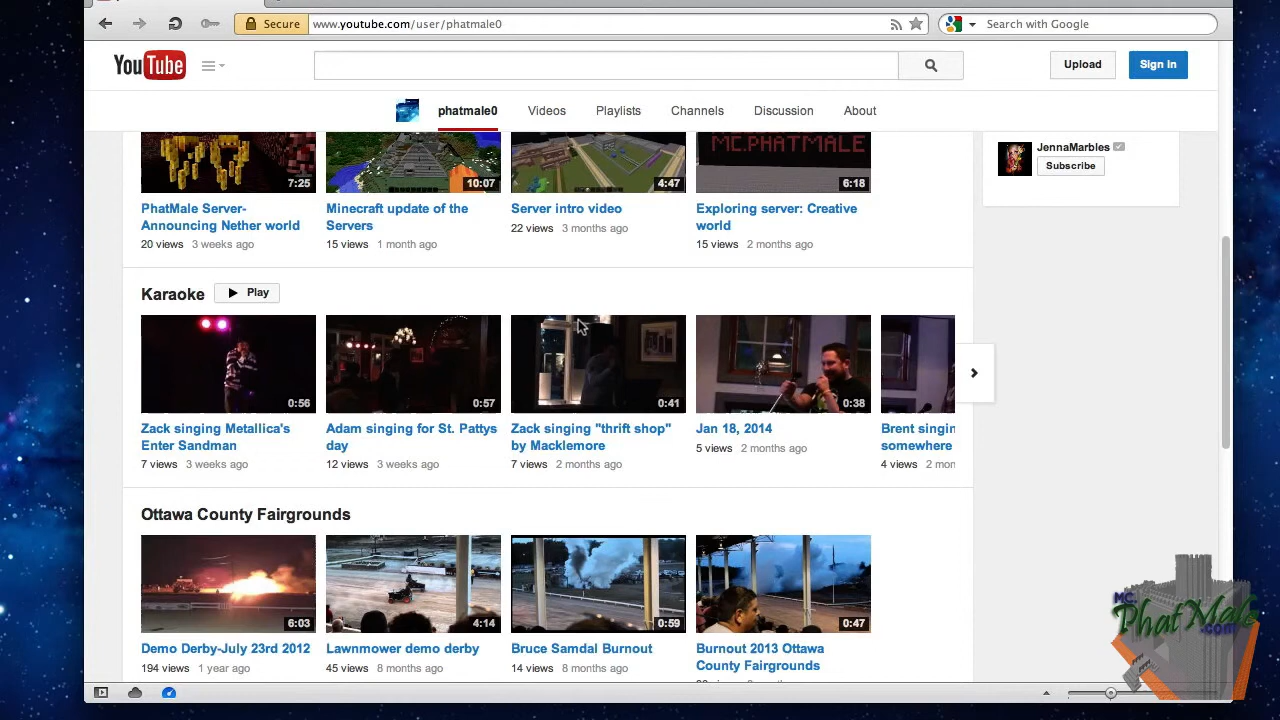 Secure
www.youtube.com/user/phatmale0
Search with Google
YouTube
Upload
Sign In
phatmale0
Videos
Playlists
Channels
Discussion
About
MC.PHATMALE
7:25
10:07
4:47
6:18
PhatMale Server-
Announcing Nether world
20 views 3 weeks ago
Minecraft update of the
Servers
15 views 1 month ago
Server intro video
22 views 3 months ago
Exploring server: Creative
world
15 views 2 months ago
JennaMarbles
Subscribe
Karaoke
Play
0:56
0:57
0:41
0:38
Zack singing Metallica's
Enter Sandman
7 views 3 weeks ago
Adam singing for St. Pattys
day
12 views 3 weeks ago
Zack singing "thrift shop"
by Macklemore
7 views 2 months ago
Jan 18, 2014
5 views 2 months ago
Brent singin
somewhere
4 views 2 mon
Ottawa County Fairgrounds
6:03
4:14
0:59
0:47
Demo Derby-July 23rd 2012
194 views 1 year ago
Lawnmower demo derby
45 views 8 months ago
Bruce Samdal Burnout
14 views 8 months ago
Burnout 2013 Ottawa
County Fairgrounds
MC.
PhatMale
.com